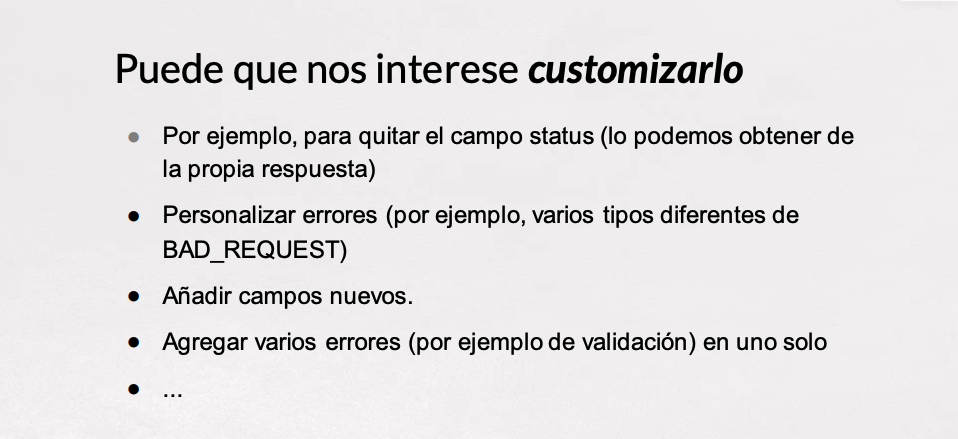 Puede que nos interese customizarlo
● Por ejemplo, para quitar el campo status (lo podemos obtener de
la propia respuesta)
● Personalizar errores (por ejemplo, varios tipos diferentes de
BAD_REQUEST)
● Añadir campos nuevos.
● Agregar varios errores (por ejemplo de validación) en uno solo
● ...